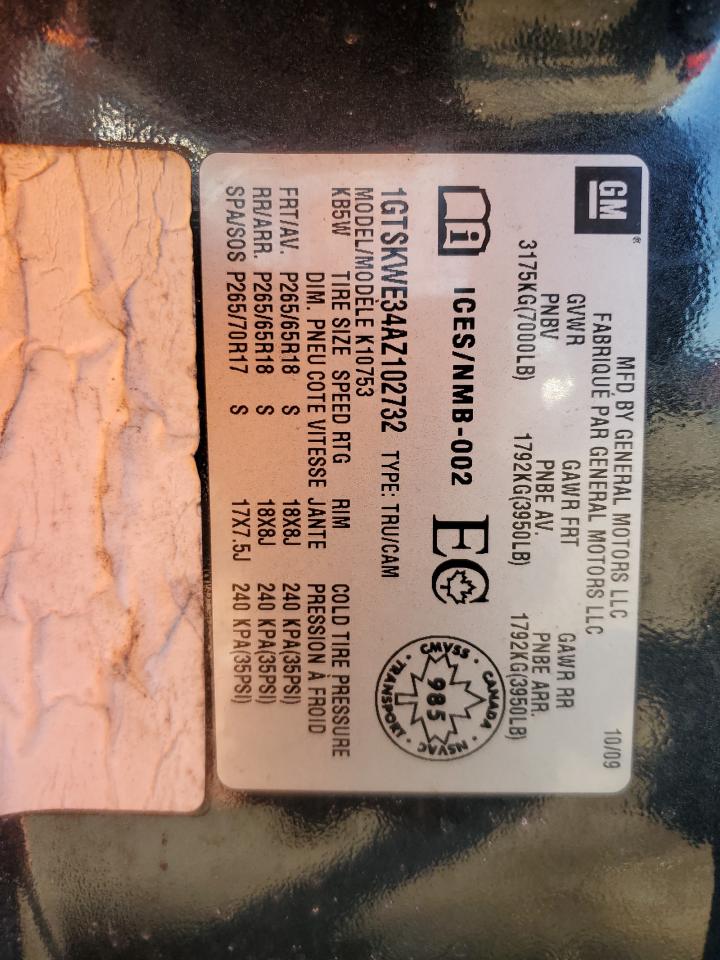 GM ®
MFD BY GENERAL MOTORS LLC 10/09
FABRIQUÉ PAR GENERAL MOTORS LLC
GVWR GAWR FRT GAWR RR
PNBV PNBE AV. PNBE ARR.
3175KG(7000LB) 1792KG(3950LB) 1792KG(3950LB)
i ICES/NMB-002 EC
CMVSS · CANADA · NSVAC · TRANSPORT ·
985
T
1GTSKWE34AZ102732 TYPE: TRU/CAM
MODEL/MODÈLE K10753
KB5W TIRE SIZE SPEED RTG RIM COLD TIRE PRESSURE
DIM. PNEU COTE VITESSE JANTE PRESSION À FROID
FRT/AV. P265/65R18 S 18X8J 240 KPA(35PSI)
RR/ARR. P265/65R18 S 18X8J 240 KPA(35PSI)
SPA/SOS P265/70R17 S 17X7.5J 240 KPA(35PSI)